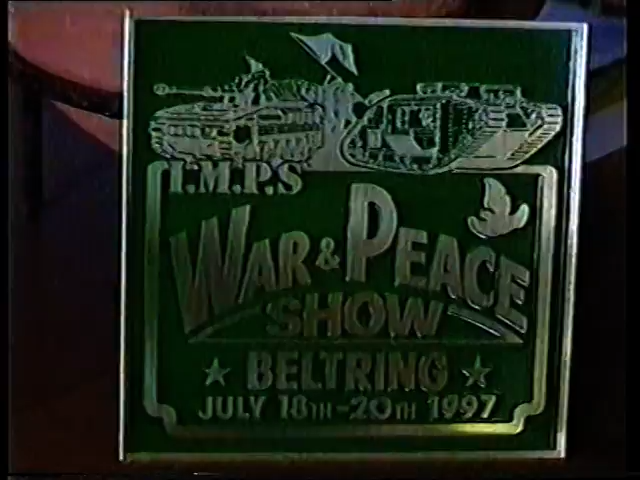 I.M.P.S
WAR & PEACE
SHOW
BELTRING
JULY 18TH-20TH 1997